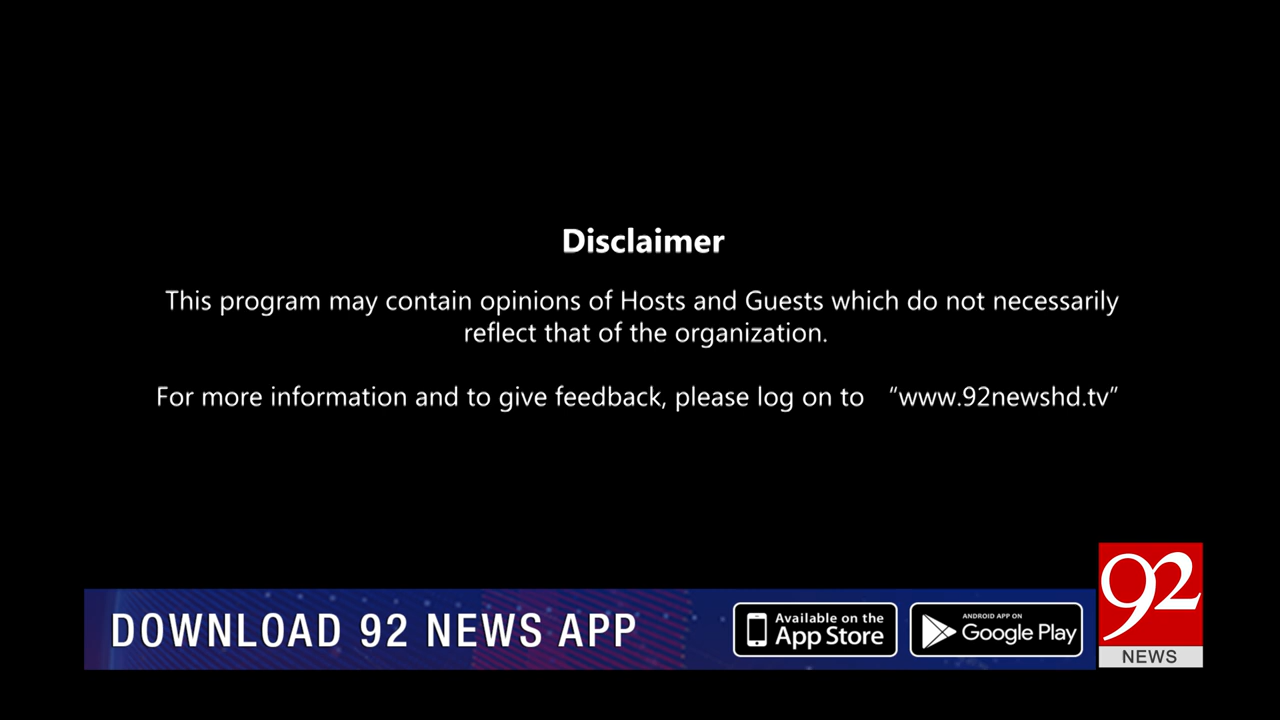 Disclaimer
This program may contain opinions of Hosts and Guests which do not necessarily
reflect that of the organization.
For more information and to give feedback, please log on to “www.92newshd.tv”
DOWNLOAD 92 NEWS APP
Available on the
App Store
ANDROID APP ON
Google Play
92
NEWS